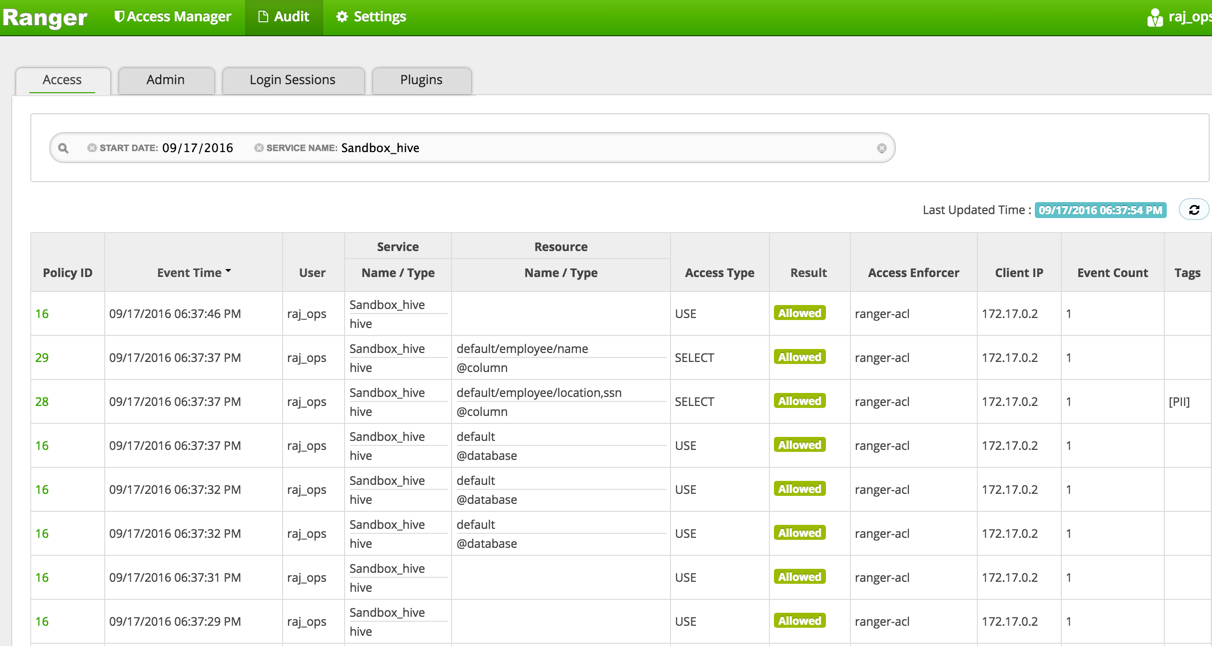 Ranger Access Manager Audit Settings raj_ops
Access Admin Login Sessions Plugins
START DATE: 09/17/2016 SERVICE NAME: Sandbox_hive
Last Updated Time : 09/17/2016 06:37:54 PM
Service Resource
Policy ID Event Time User Name / Type Name / Type Access Type Result Access Enforcer Client IP Event Count Tags
16 09/17/2016 06:37:46 PM raj_ops Sandbox_hive USE Allowed ranger-acl 172.17.0.2 1
hive
29 09/17/2016 06:37:37 PM raj_ops Sandbox_hive default/employee/name SELECT Allowed ranger-acl 172.17.0.2 1
hive @column
28 09/17/2016 06:37:37 PM raj_ops Sandbox_hive default/employee/location,ssn SELECT Allowed ranger-acl 172.17.0.2 1 [PII]
hive @column
16 09/17/2016 06:37:37 PM raj_ops Sandbox_hive default USE Allowed ranger-acl 172.17.0.2 1
hive @database
16 09/17/2016 06:37:32 PM raj_ops Sandbox_hive default USE Allowed ranger-acl 172.17.0.2 1
hive @database
16 09/17/2016 06:37:32 PM raj_ops Sandbox_hive default USE Allowed ranger-acl 172.17.0.2 1
hive @database
16 09/17/2016 06:37:31 PM raj_ops Sandbox_hive USE Allowed ranger-acl 172.17.0.2 1
hive
16 09/17/2016 06:37:29 PM raj_ops Sandbox_hive USE Allowed ranger-acl 172.17.0.2 1
hive